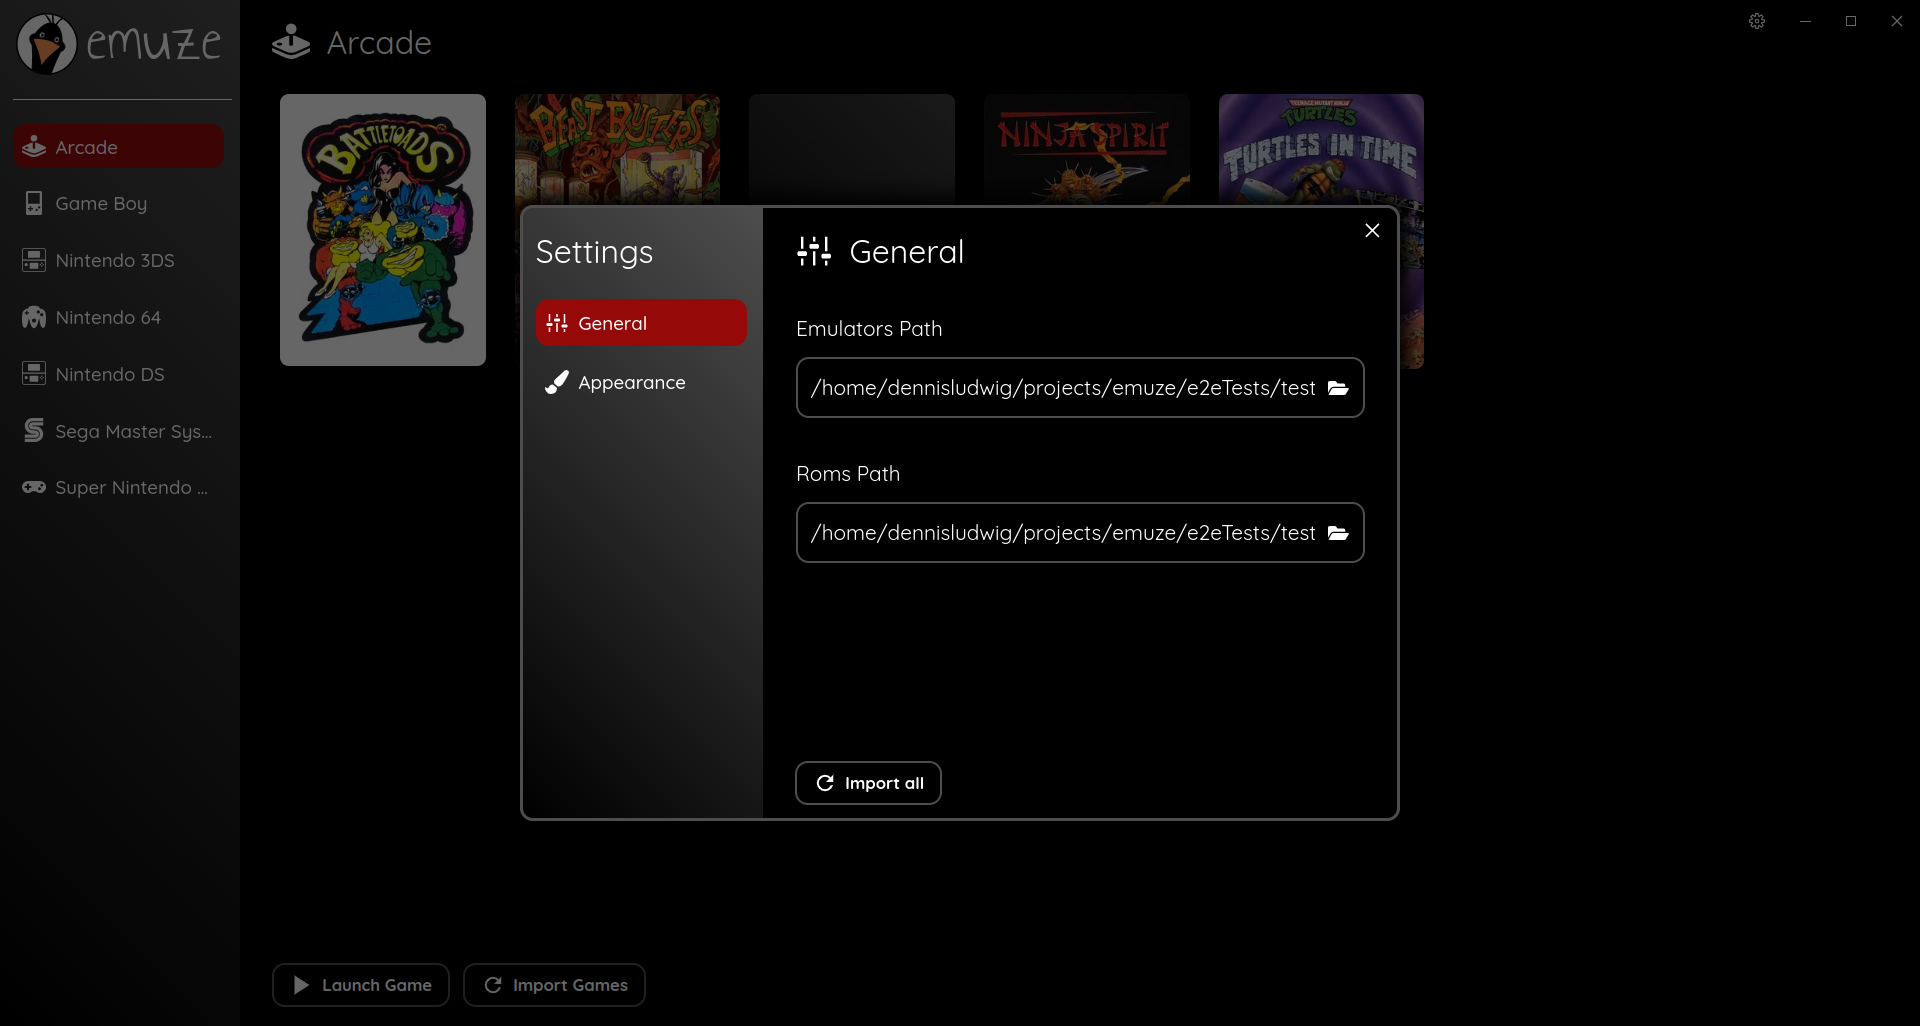 emuze
Arcade
Arcade
Game Boy
Nintendo 3DS
Nintendo 64
Nintendo DS
Sega Master Sys...
Super Nintendo ...
BATTLETOADS
BEAST BUSTERS
NINJA SPIRIT
TEENAGE MUTANT NINJA
TURTLES
TURTLES IN TIME
Settings
General
Appearance
General
Emulators Path
/home/dennisludwig/projects/emuze/e2eTests/test
Roms Path
/home/dennisludwig/projects/emuze/e2eTests/test
Import all
Launch Game
Import Games